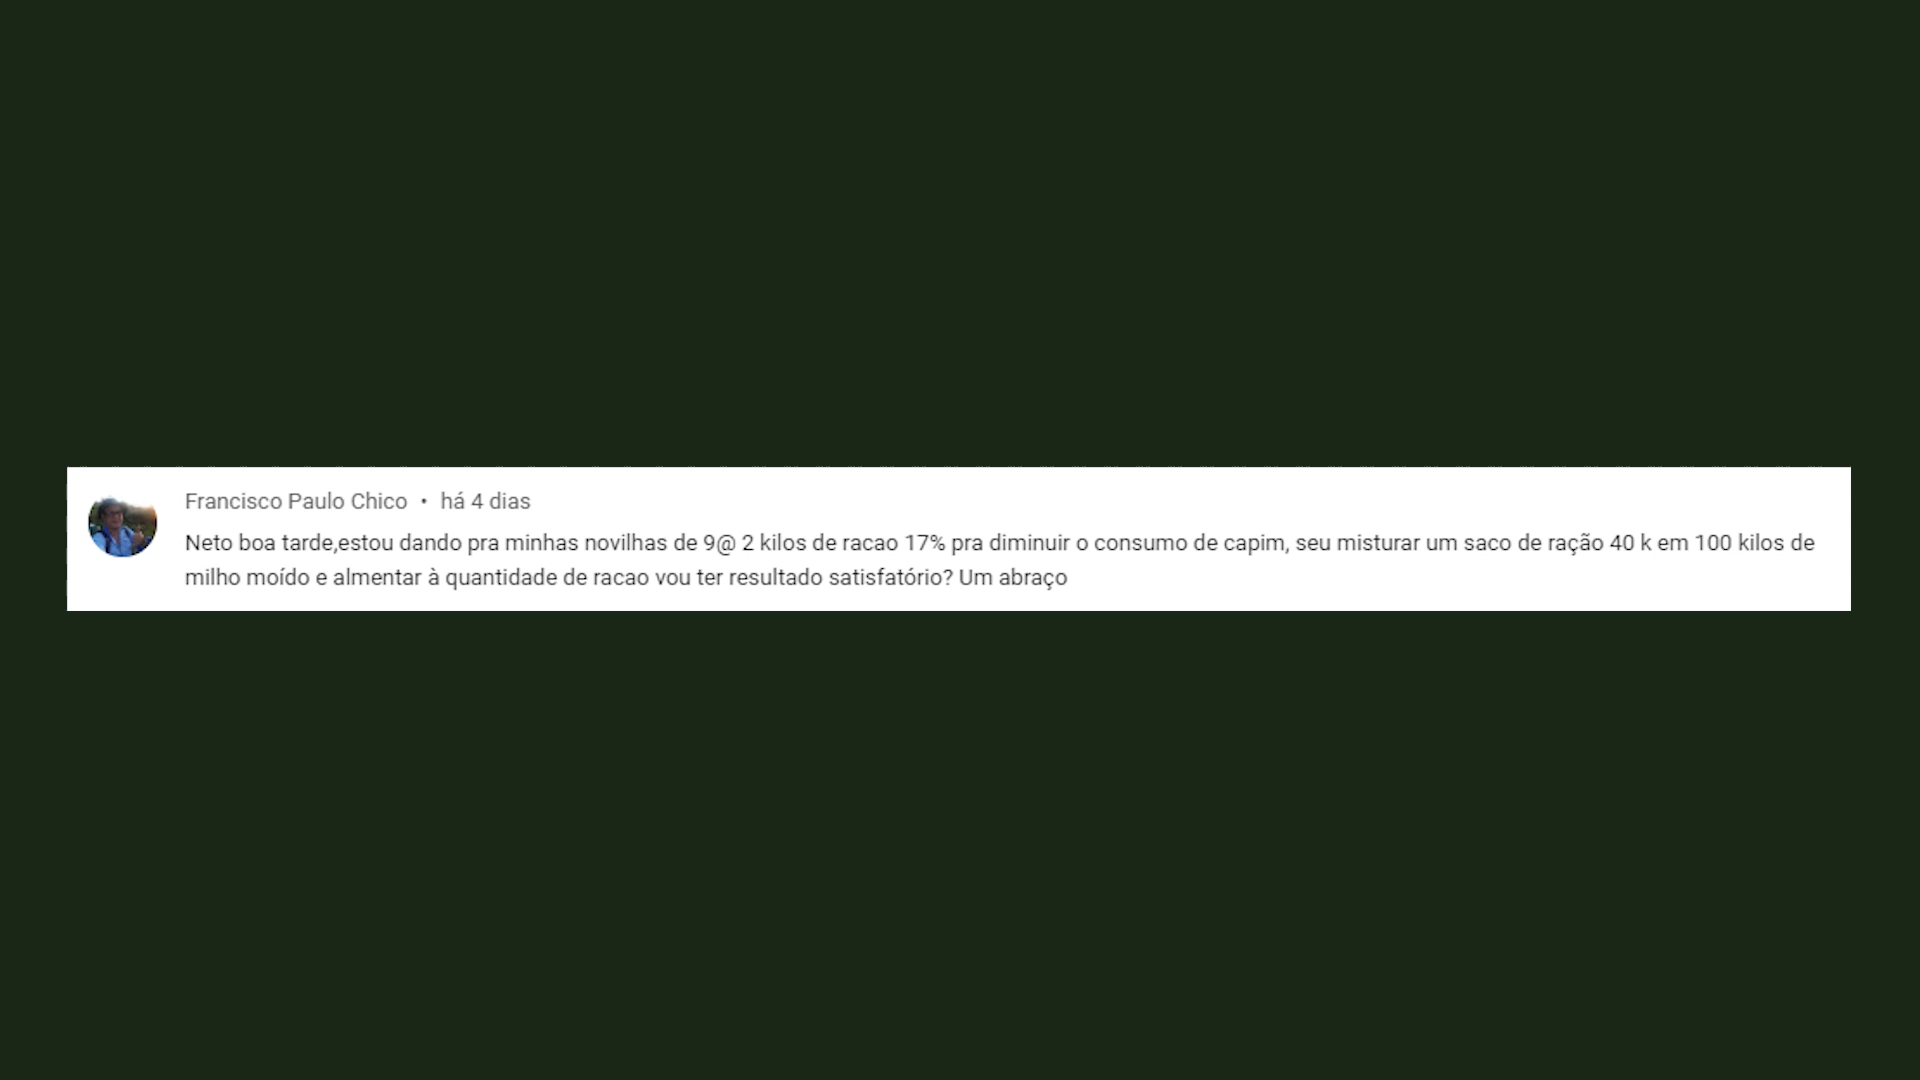 Francisco Paulo Chico • há 4 dias
Neto boa tarde,estou dando pra minhas novilhas de 9@ 2 kilos de racao 17% pra diminuir o consumo de capim, seu misturar um saco de ração 40 k em 100 kilos de
milho moído e almentar à quantidade de racao vou ter resultado satisfatório? Um abraço